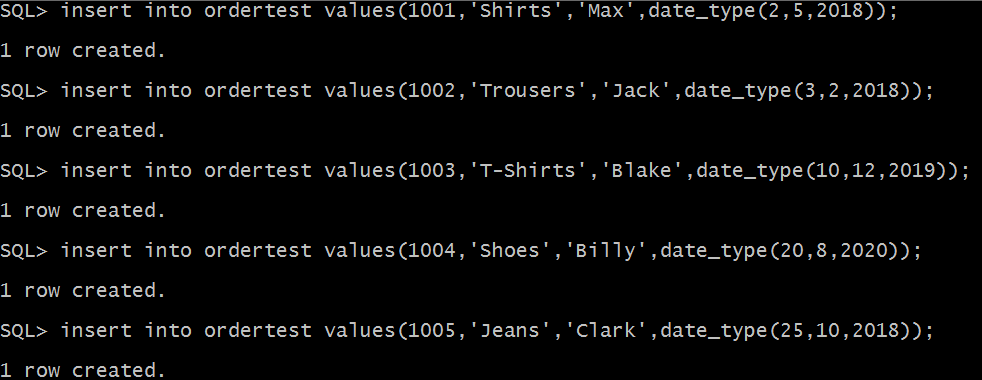 SQL> insert into ordertest values(1001,'Shirts','Max',date_type(2,5,2018));
1 row created.
SQL> insert into ordertest values(1002,'Trousers','Jack',date_type(3,2,2018));
1 row created.
SQL> insert into ordertest values(1003,'T-Shirts','Blake',date_type(10,12,2019));
1 row created.
SQL> insert into ordertest values(1004,'Shoes','Billy',date_type(20,8,2020));
1 row created.
SQL> insert into ordertest values(1005,'Jeans','Clark',date_type(25,10,2018));
1 row created.